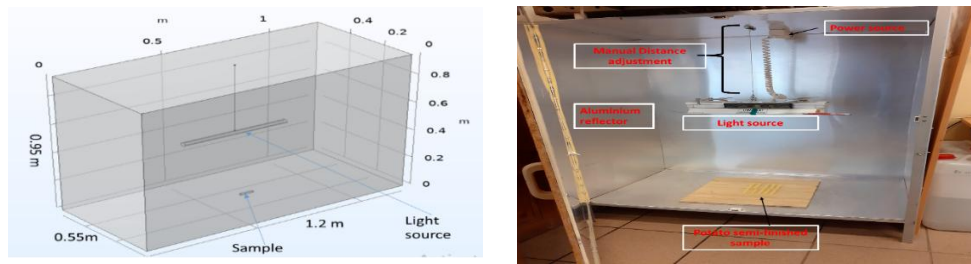 m
0
0.5
1
0.4
0.2
0
0.8
0.6
m
0.4
0.2
0
0.95 m
0.55m
1.2 m
Light
source
Sample
Power source
Manual Distance
adjustment
Aluminium
reflector
Light source
Potato semi-finished
sample